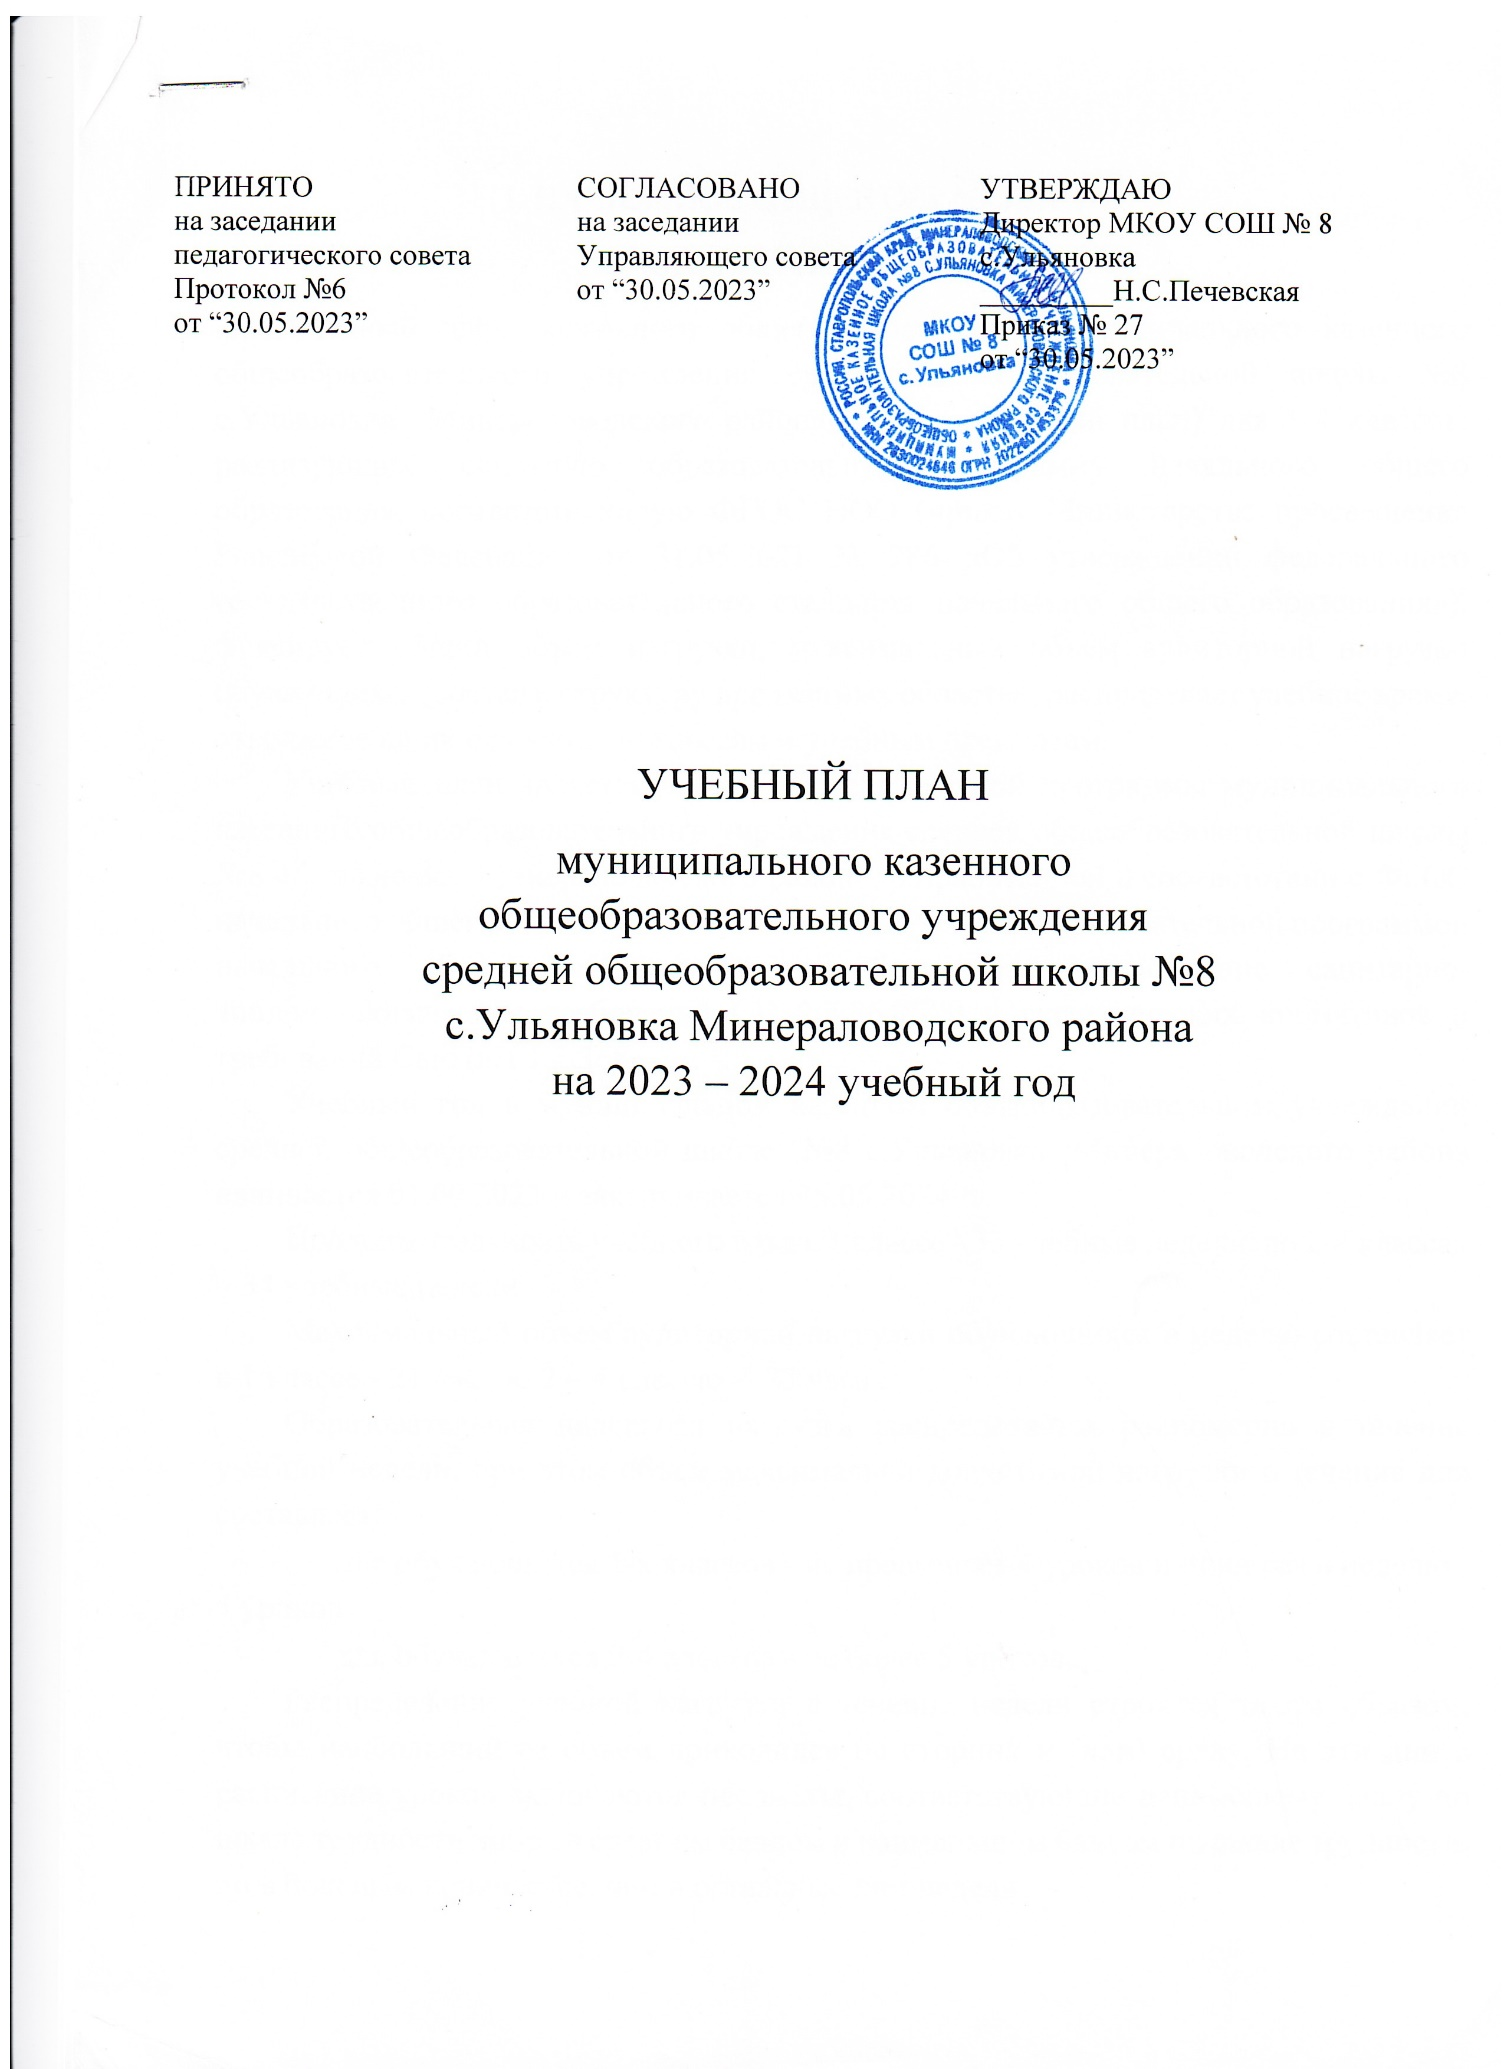 ПРИНЯТО
на заседании
педагогического совета
Протокол №6
от “30.05.2023”
СОГЛАСОВАНО
на заседании
Управляющего совета
от “30.05.2023”
УТВЕРЖДАЮ
Директор МКОУ СОШ № 8
с.Ульяновка
__________Н.С.Печевская
Приказ № 27
от “30.05.2023”
МКОУ
СОШ № 8
с.Ульяновка
УЧЕБНЫЙ ПЛАН
муниципального казенного
общеобразовательного учреждения
средней общеобразовательной школы №8
с.Ульяновка Минераловодского района
на 2023 – 2024 учебный год